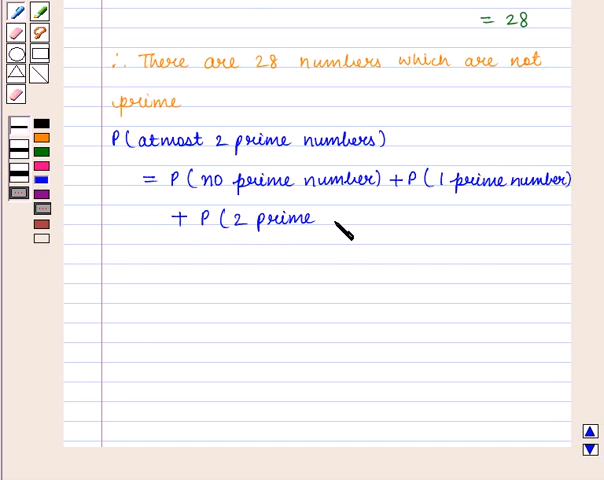 = 28
∴ There are 28 numbers which are not
prime
P(atmost 2 prime numbers)
= P(no prime number) + P(1 prime number)
+ P(2 prime